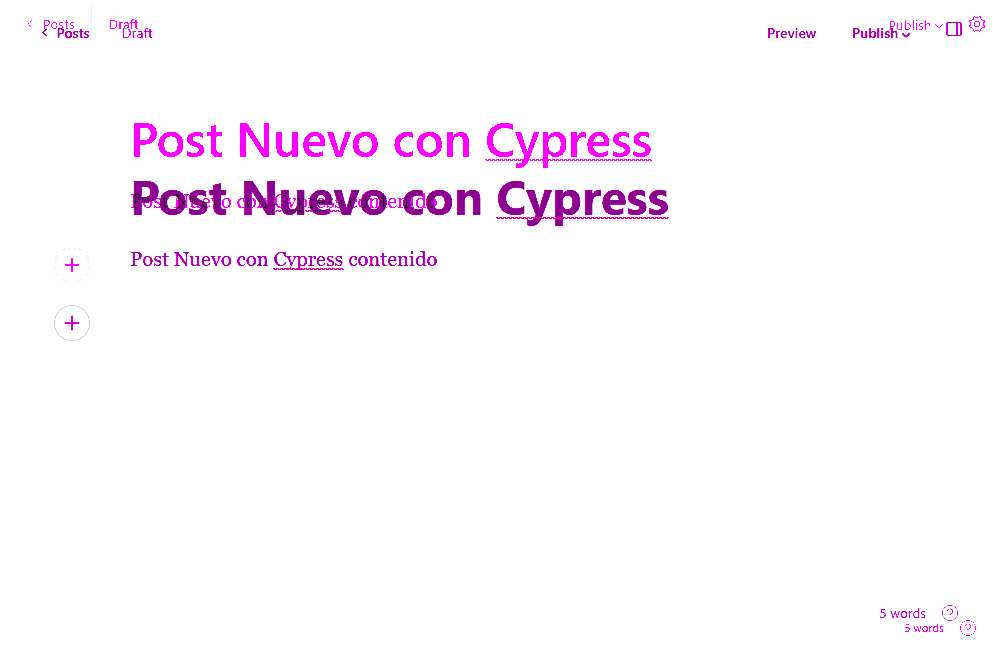 Posts Draft Publish
Posts Draft Preview Publish
Post Nuevo con Cypress
Post Nuevo con Cypress
Post Nuevo con Cypress contenido
Post Nuevo con Cypress contenido
5 words
5 words